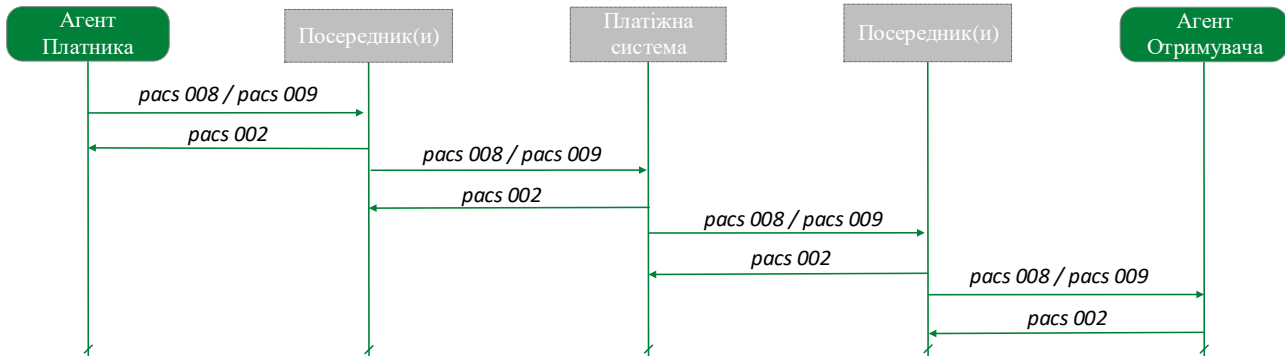 Агент
Платника
Посередник(и)
Платіжна
система
Посередник(и)
Агент
Отримувача
pacs 008 / pacs 009
pacs 002
pacs 008 / pacs 009
pacs 002
pacs 008 / pacs 009
pacs 002
pacs 008 / pacs 009
pacs 002